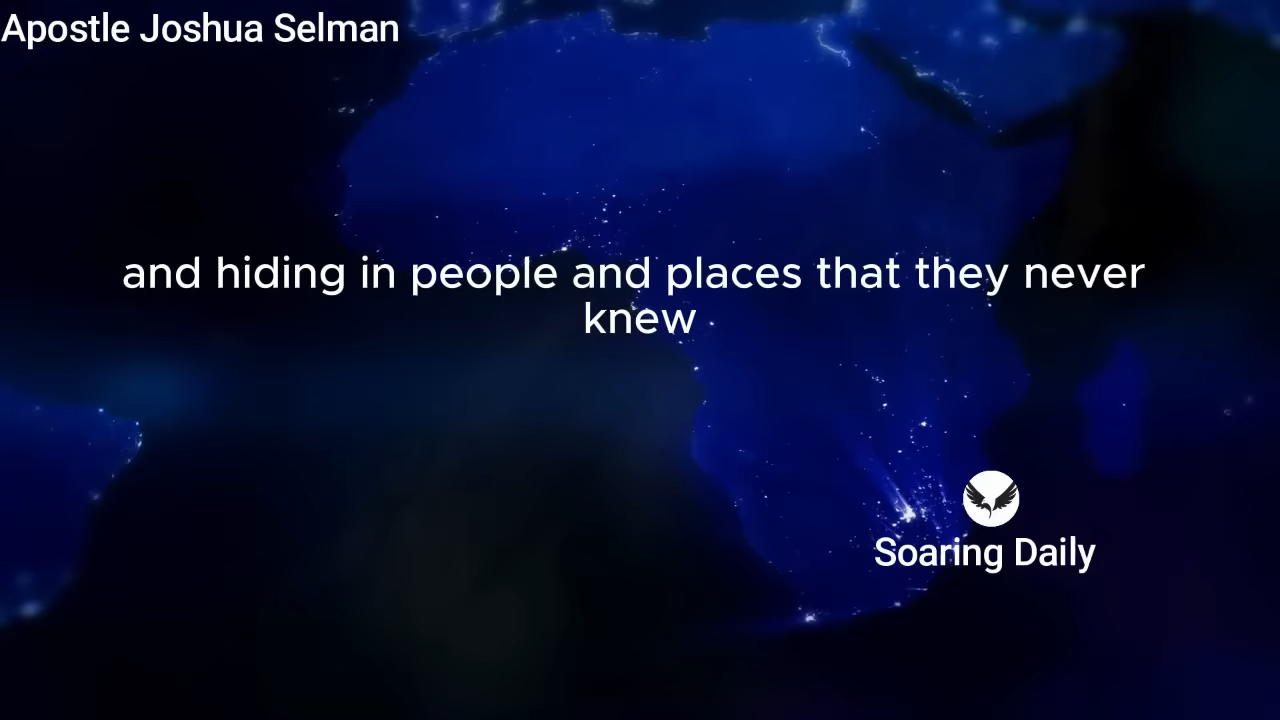 Apostle Joshua Selman
and hiding in people and places that they never
knew
Soaring Daily